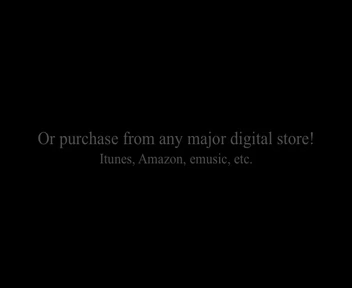 Or purchase from any major digital store!
Itunes, Amazon, emusic, etc.